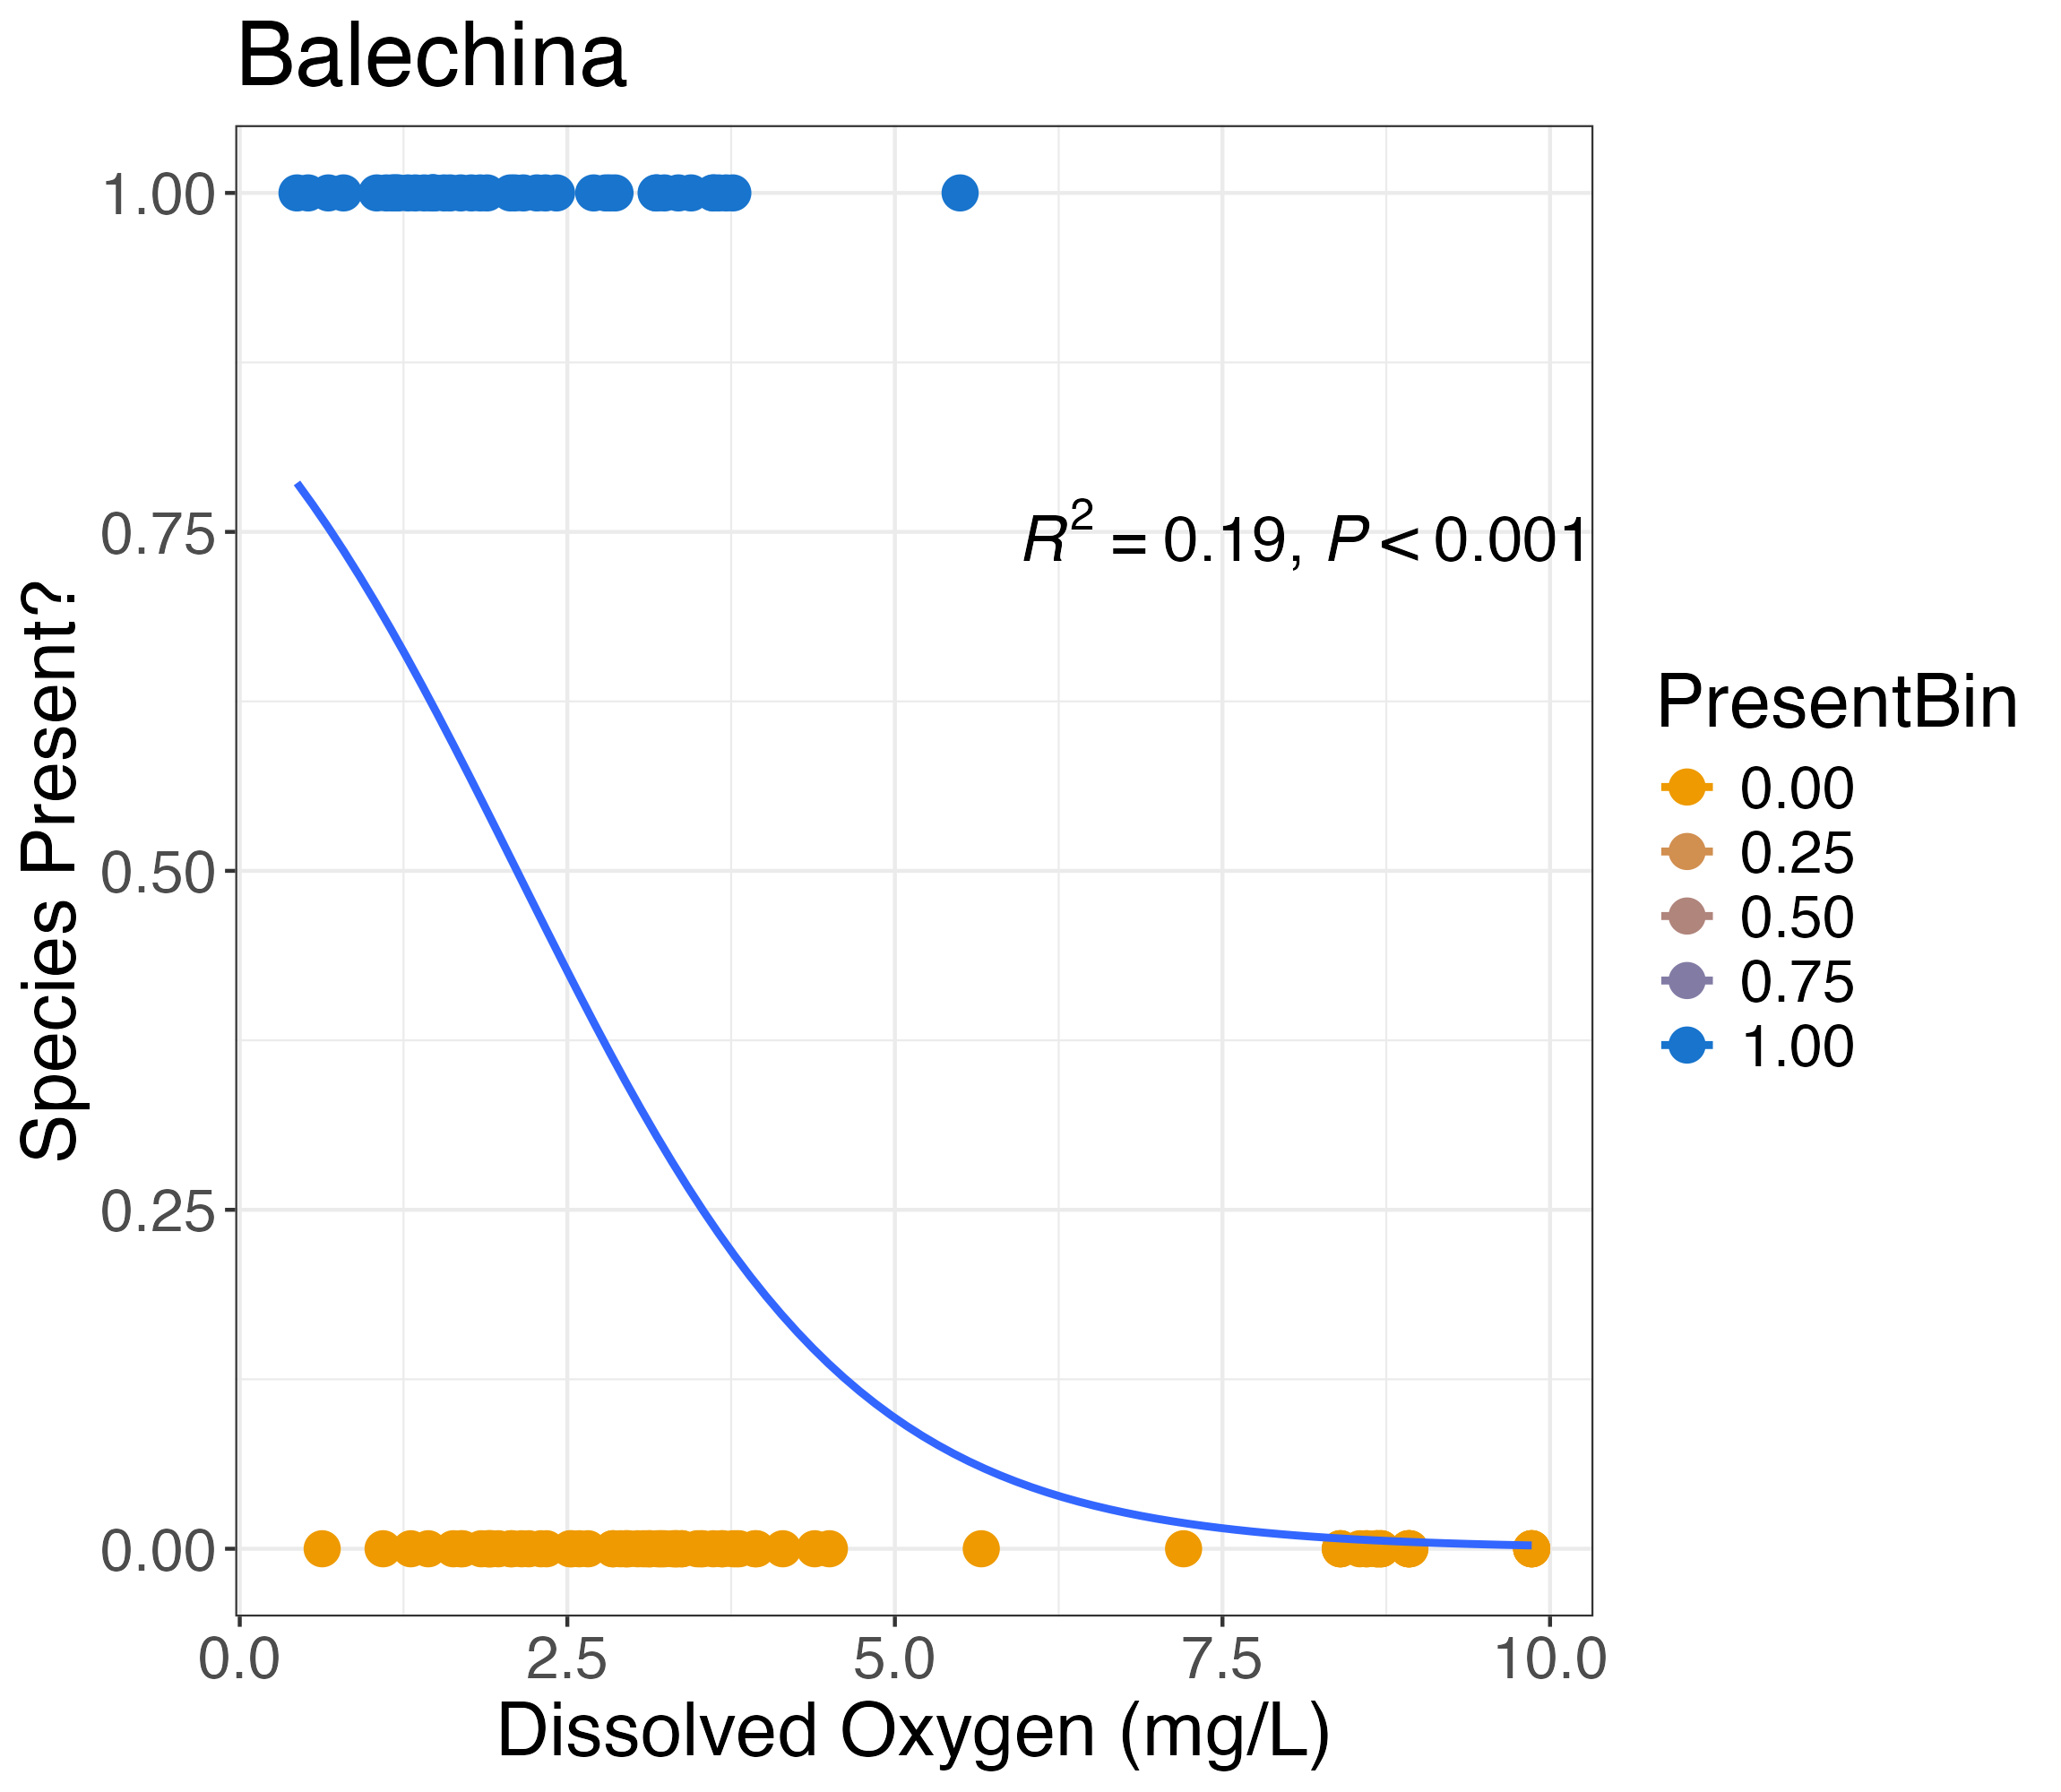 Balechina
1.00
0.75
0.50
0.25
0.00
Species Present?
R² = 0.19, P < 0.001
0.0 2.5 5.0 7.5 10.0
Dissolved Oxygen (mg/L)
PresentBin
0.00
0.25
0.50
0.75
1.00